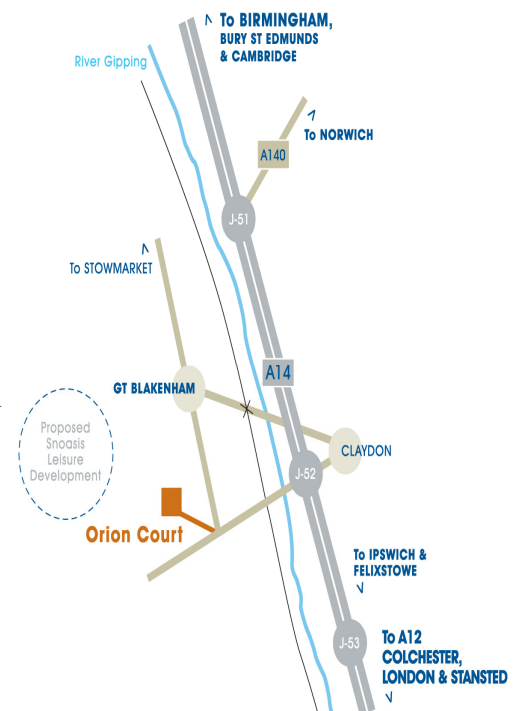 To BIRMINGHAM,
BURY ST EDMUNDS
& CAMBRIDGE
River Gipping
To NORWICH
A140
J-51
To STOWMARKET
A14
GT BLAKENHAM
Proposed
Snoasis
Leisure
Development
CLAYDON
J-52
Orion Court
To IPSWICH &
FELIXSTOWE
J-53
To A12
COLCHESTER,
LONDON & STANSTED